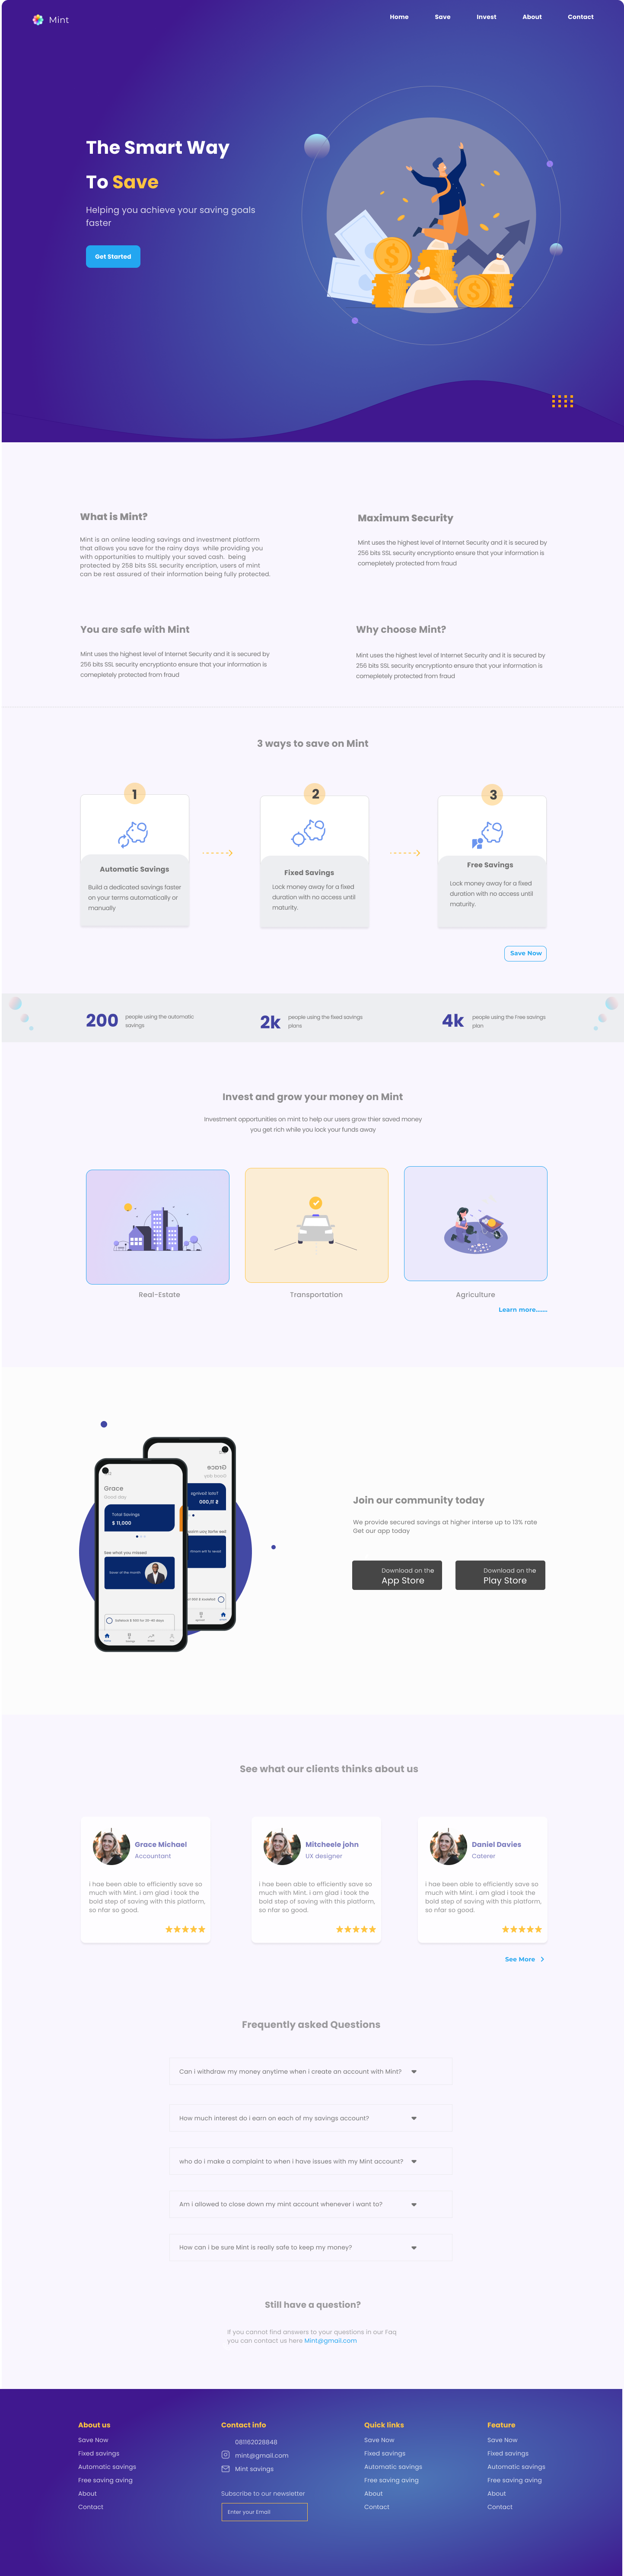 Mint
Home Save Invest About Contact
The Smart Way
To Save
Helping you achieve your saving goals
faster
Get Started
What is Mint?
Mint is an online leading savings and investment platform
that allows you save for the rainy days while providing you
with opportunities to multiply your saved cash. being
protected by 258 bits SSL security encription, users of mint
can be rest assured of their information being fully protected.
Maximum Security
Mint uses the highest level of Internet Security and it is secured by
256 bits SSL security encryptionto ensure that your information is
comepletely protected from fraud
You are safe with Mint
Mint uses the highest level of Internet Security and it is secured by
256 bits SSL security encryptionto ensure that your information is
comepletely protected from fraud
Why choose Mint?
Mint uses the highest level of Internet Security and it is secured by
256 bits SSL security encryptionto ensure that your information is
comepletely protected from fraud
3 ways to save on Mint
1
Automatic Savings
Build a dedicated savings faster
on your terms automatically or
manually
2
Fixed Savings
Lock money away for a fixed
duration with no access until
maturity.
3
Free Savings
Lock money away for a fixed
duration with no access until
maturity.
Save Now
200
people using the automatic
savings
2k
people using the fixed savings
plans
4k
people using the Free savings
plan
Invest and grow your money on Mint
Investment opportunities on mint to help our users grow thier saved money
you get rich while you lock your funds away
Real-Estate
Transportation
Agriculture
Learn more......
Grace
Good day
Total Savings
$ 11,000
See what you missed
Saver of the month
Join our community today
We provide secured savings at higher interse up to 13% rate
Get our app today
Download on the
App Store
Download on the
Play Store
See what our clients thinks about us
Grace Michael
Accountant
i hae been able to efficiently save so
much with Mint. i am glad i took the
bold step of saving with this platform,
so nfar so good.
Mitcheele john
UX designer
i hae been able to efficiently save so
much with Mint. i am glad i took the
bold step of saving with this platform,
so nfar so good.
Daniel Davies
Caterer
i hae been able to efficiently save so
much with Mint. i am glad i took the
bold step of saving with this platform,
so nfar so good.
See More
Frequently asked Questions
Can i withdraw my money anytime when i create an account with Mint?
How much interest do i earn on each of my savings account?
who do i make a complaint to when i have issues with my Mint account?
Am i allowed to close down my mint account whenever i want to?
How can i be sure Mint is really safe to keep my money?
Still have a question?
If you cannot find answers to your questions in our Faq
you can contact us here Mint@gmail.com
About us
Save Now
Fixed savings
Automatic savings
Free saving aving
About
Contact
Contact info
081162028848
mint@gmail.com
Mint savings
Subscribe to our newsletter
Enter your Email
Quick links
Save Now
Fixed savings
Automatic savings
Free saving aving
About
Contact
Feature
Save Now
Fixed savings
Automatic savings
Free saving aving
About
Contact